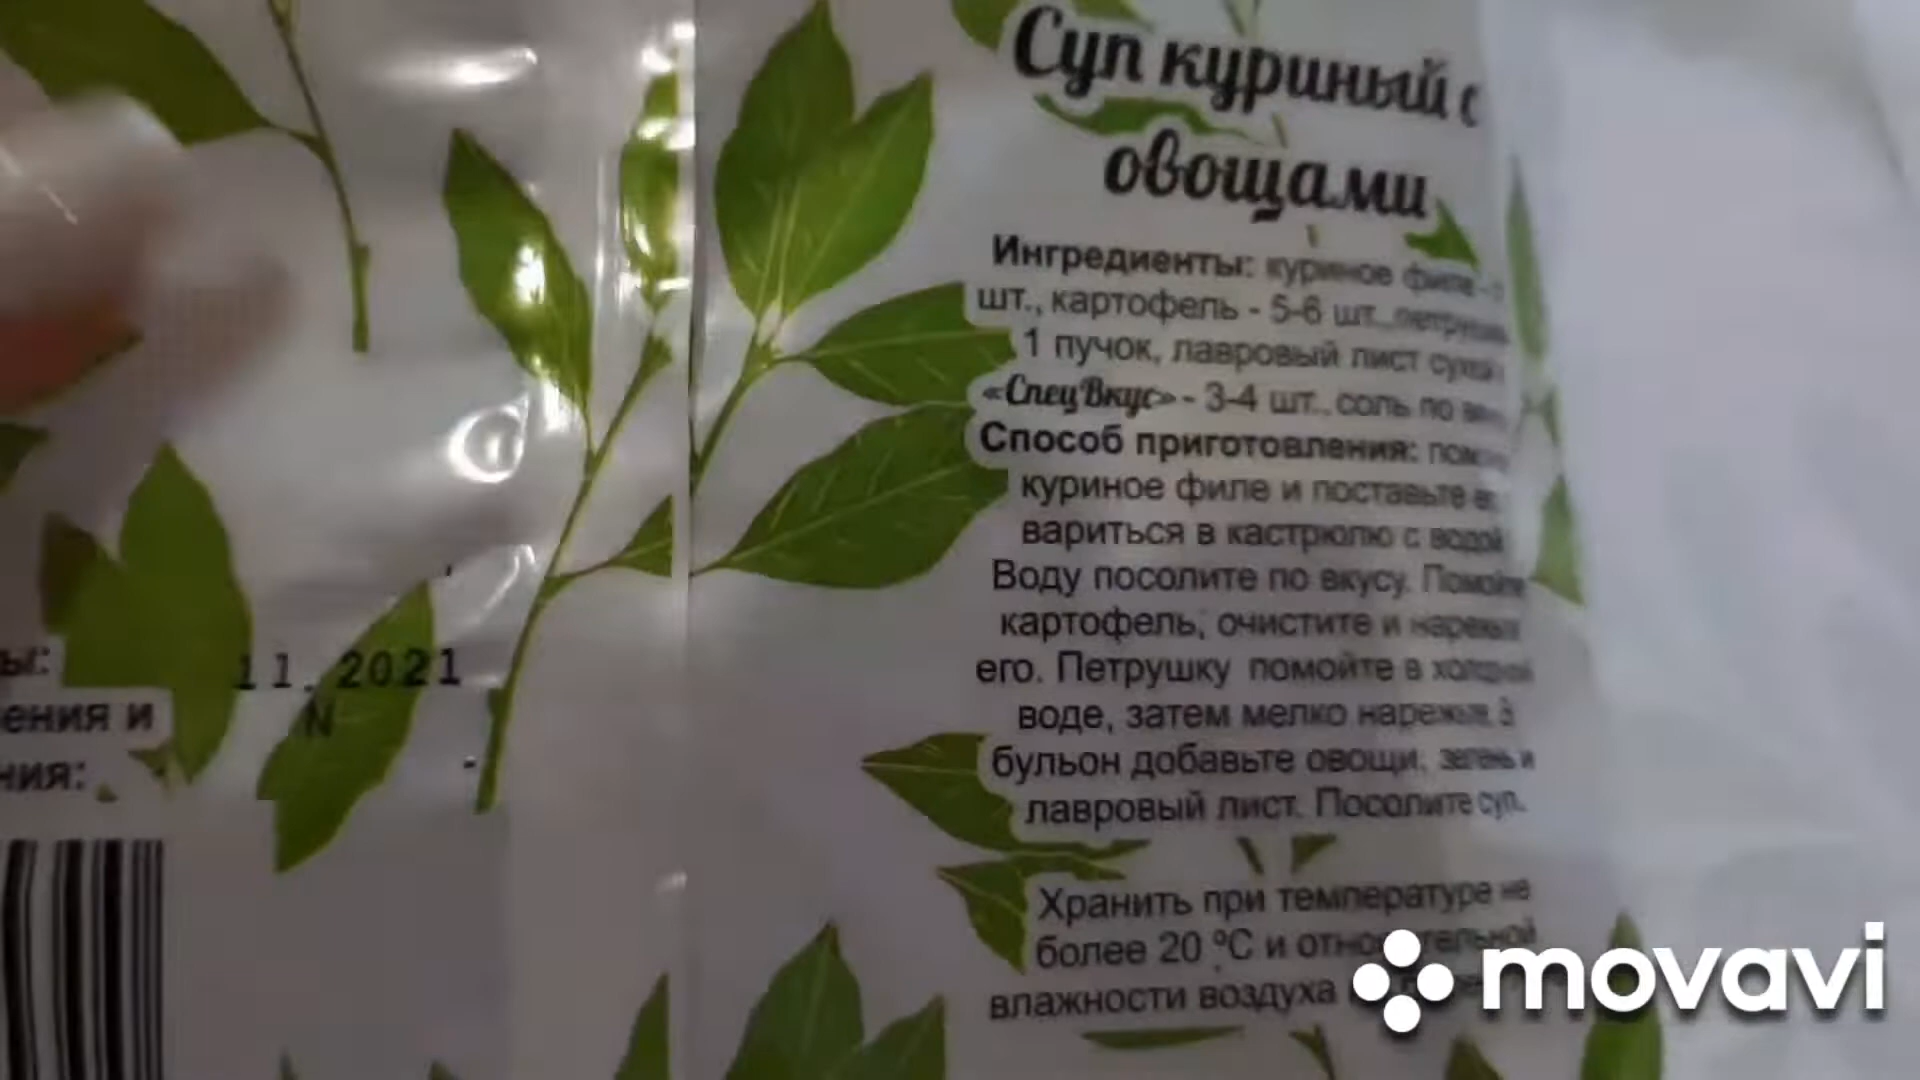 Суп куриный с
овощами
Ингредиенты: куриное филе -
шт., картофель - 5-6 шт.,
1 пучок, лавровый лист
«СпецВкус» - 3-4 шт., соль по
Способ приготовления:
куриное филе и поставьте
вариться в кастрюлю с водой
Воду посолите по вкусу.
картофель, очистите и
его. Петрушку помойте в
воде, затем мелко
бульон добавьте овощи, зелень и
лавровый лист. Посолите суп.
Хранить при температуре не
более 20 °С и
влажности воздуха
ы:
11.2021
N
ения и
ния:
movavi